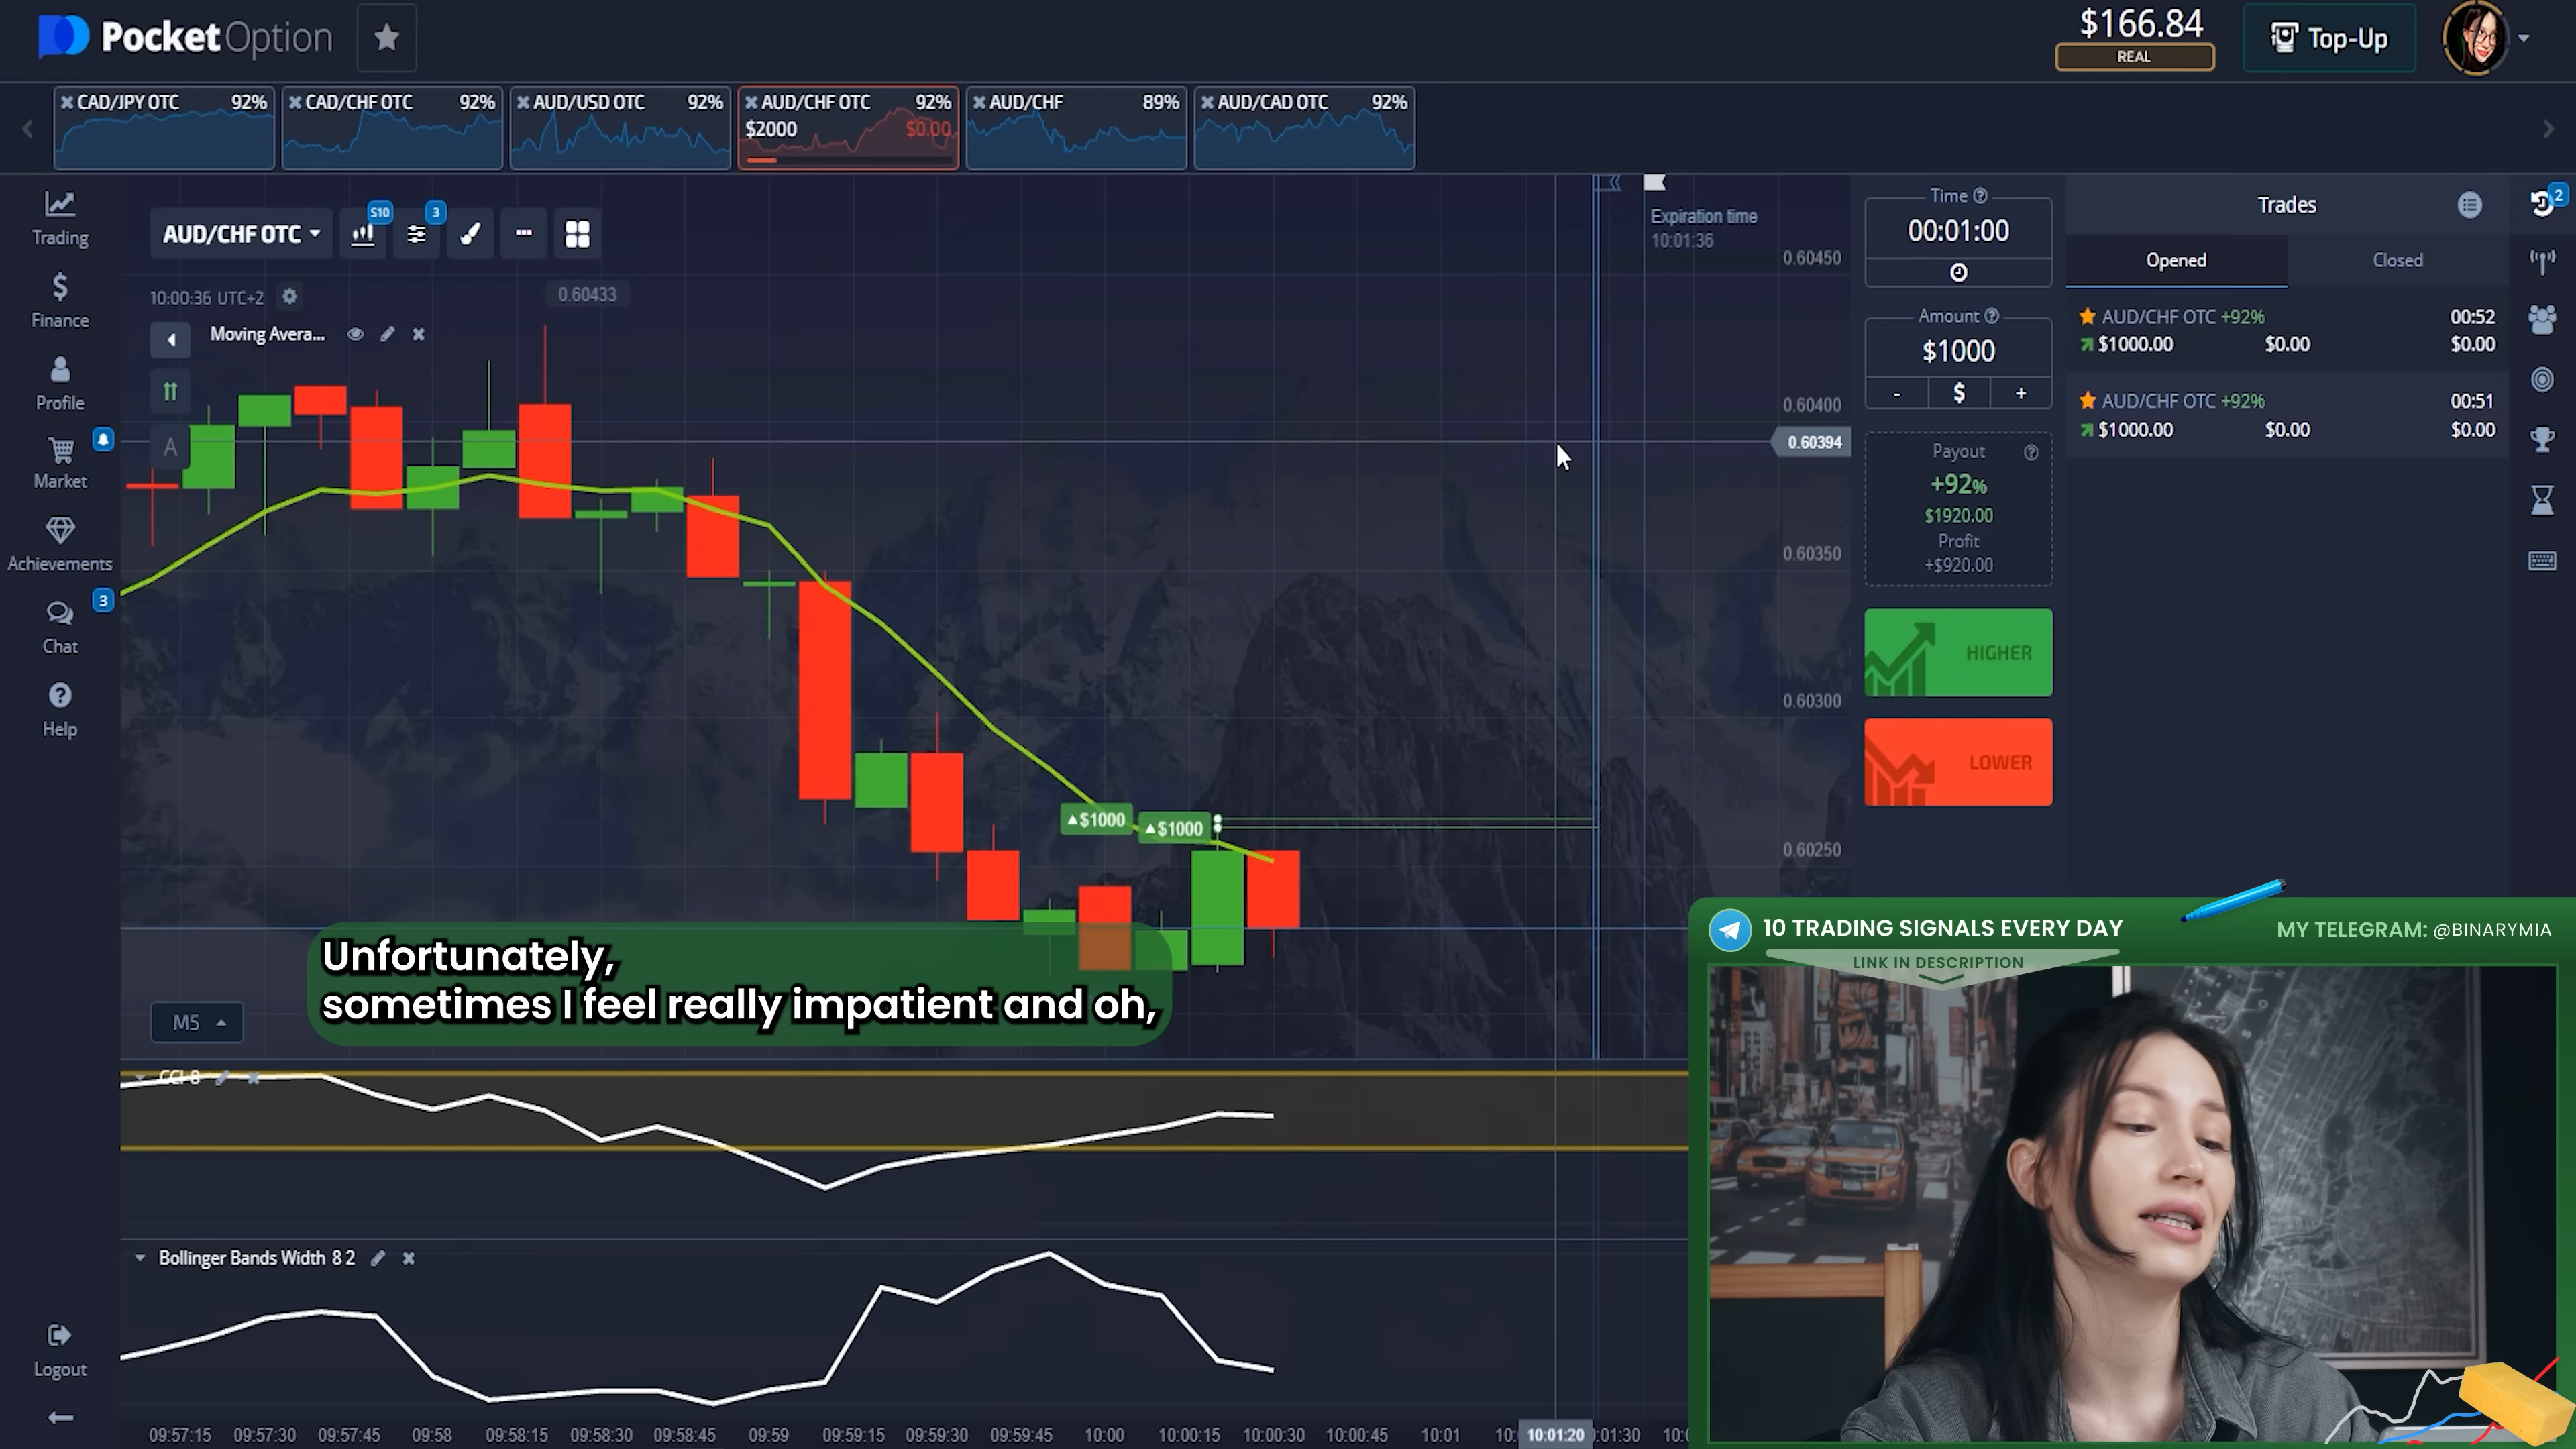 PocketOption
$166.84
REAL
Top-Up
CAD/JPY OTC 92%
CAD/CHF OTC 92%
AUD/USD OTC 92%
AUD/CHF OTC 92%
$2000 $0.00
AUD/CHF 89%
AUD/CAD OTC 92%
Trading
Finance
Profile
Market
Achievements
3
Chat
Help
Logout
AUD/CHF OTC
S10
3
10:00:36 UTC+2
0.60433
Moving Avera...
A
Expiration time
10:01:36
0.60450
0.60400
0.60394
0.60350
0.60300
0.60250
$1000
$1000
M5
Unfortunately,
sometimes I feel really impatient and oh,
CCI 8
Bollinger Bands Width 8 2
09:57:15 09:57:30 09:57:45 09:58 09:58:15 09:58:30 09:58:45 09:59 09:59:15 09:59:30 09:59:45 10:00 10:00:15 10:00:30 10:00:45 10:01 10:01:20 :01:30
Time
00:01:00
Amount
$1000
- $ +
Payout
+92%
$1920.00
Profit
+$920.00
HIGHER
LOWER
Trades
2
Opened Closed
AUD/CHF OTC +92% 00:52
$1000.00 $0.00 $0.00
AUD/CHF OTC +92% 00:51
$1000.00 $0.00 $0.00
10 TRADING SIGNALS EVERY DAY
MY TELEGRAM: @BINARYMIA
LINK IN DESCRIPTION